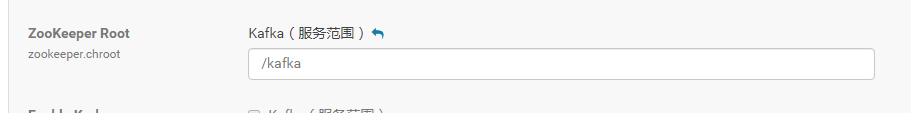 ZooKeeper Root
Kafka（服务范围）
zookeeper.chroot
/kafka
Kafka（服务范围）